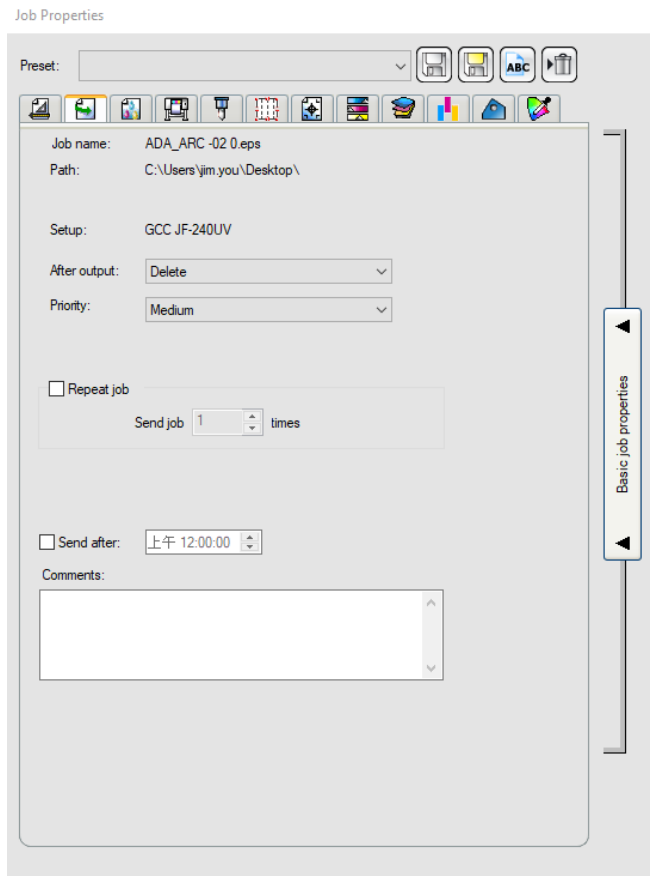 Job Properties
Preset:
ABC
Job name: ADA_ARC -02 0.eps
Path: C:\Users\jim.you\Desktop\
Setup: GCC JF-240UV
After output: Delete
Priority: Medium
Repeat job
Send job 1 times
Send after: 上午 12:00:00
Comments:
Basic job properties